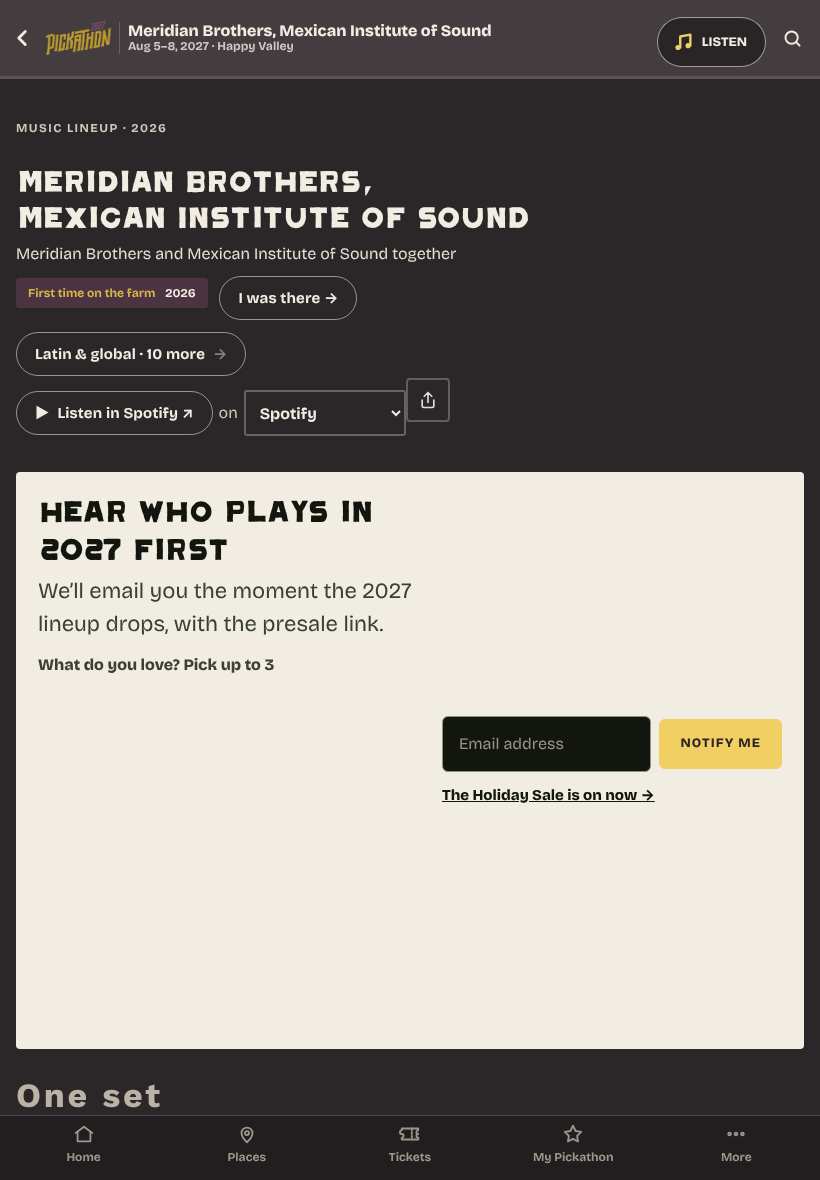 PICKATHON
Meridian Brothers, Mexican Institute of Sound
Aug 5–8, 2027 · Happy Valley
LISTEN
MUSIC LINEUP · 2026
MERIDIAN BROTHERS,
MEXICAN INSTITUTE OF SOUND
Meridian Brothers and Mexican Institute of Sound together
First time on the farm 2026
I was there →
Latin & global · 10 more →
▶ Listen in Spotify ↗ on Spotify
HEAR WHO PLAYS IN
2027 FIRST
We’ll email you the moment the 2027
lineup drops, with the presale link.
What do you love? Pick up to 3
Email address
NOTIFY ME
The Holiday Sale is on now →
One set
Home
Places
Tickets
My Pickathon
More